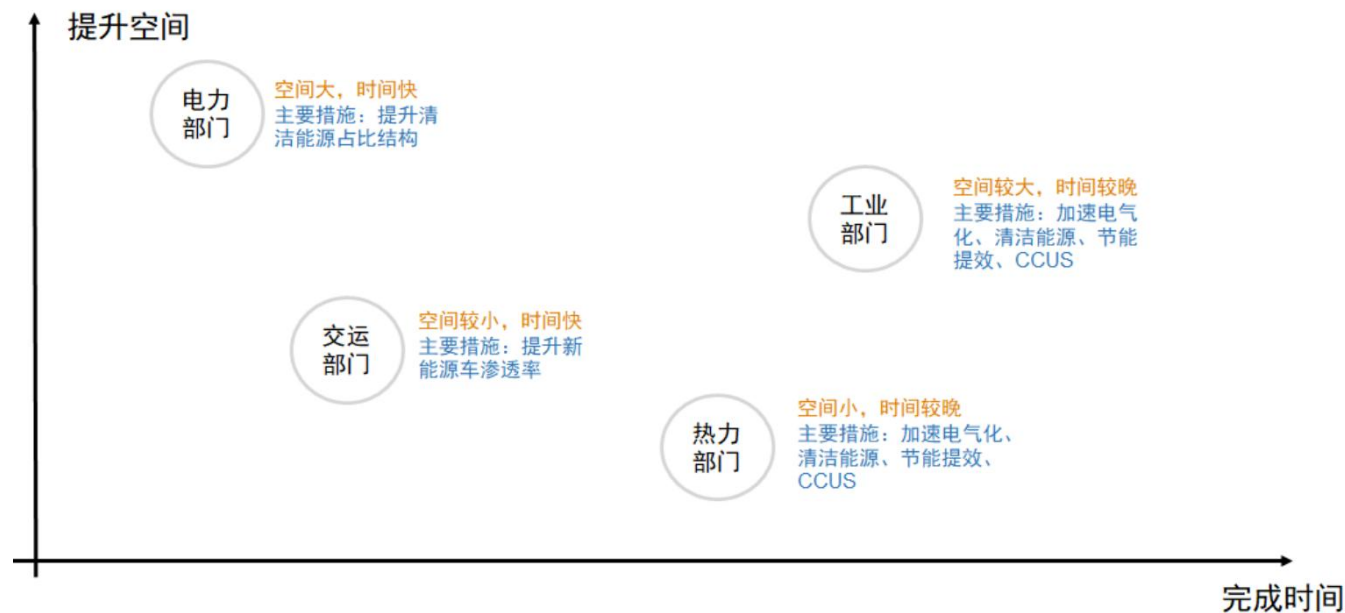 提升空间
电力
部门
空间大，时间快
主要措施：提升清
洁能源占比结构
工业
部门
空间较大，时间较晚
主要措施：加速电气
化、清洁能源、节能
提效、CCUS
交运
部门
空间较小，时间快
主要措施：提升新
能源车渗透率
热力
部门
空间小，时间较晚
主要措施：加速电气化、
清洁能源、节能提效、
CCUS
完成时间